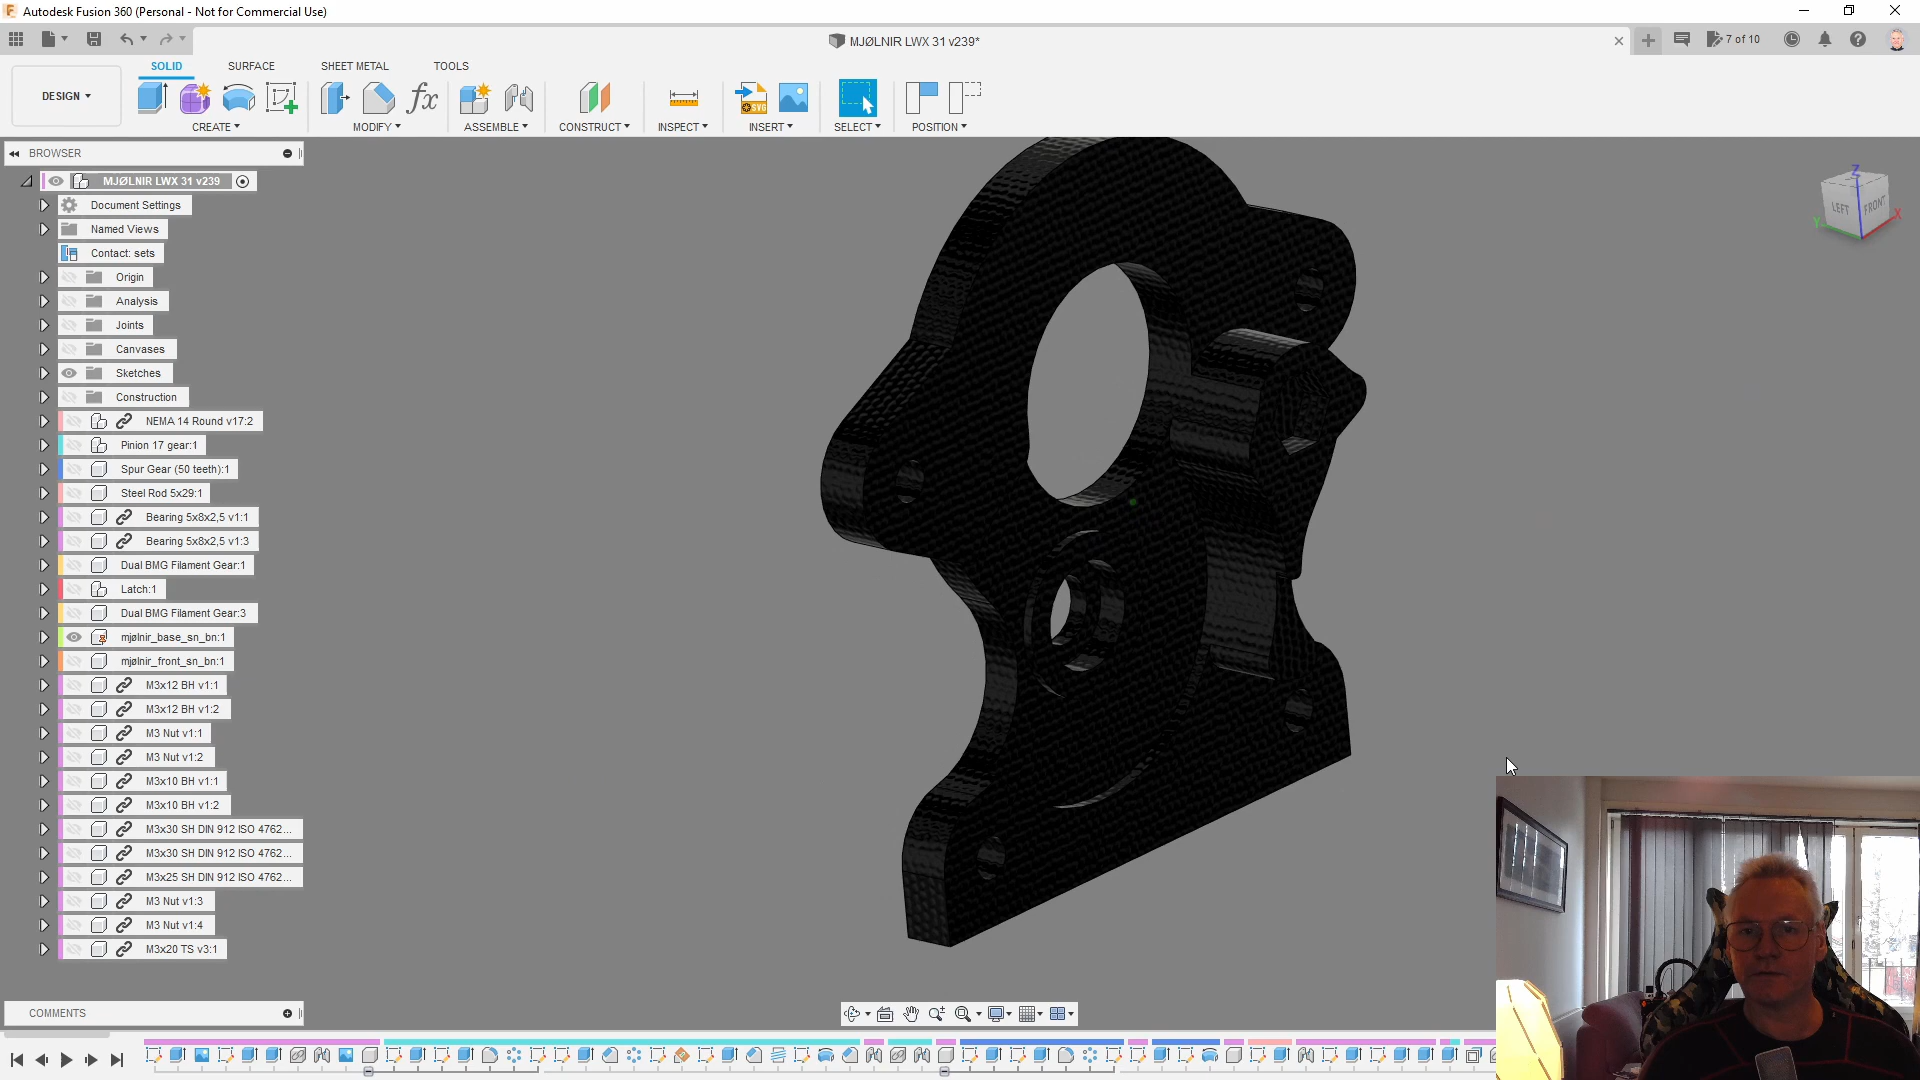 Autodesk Fusion 360 (Personal - Not for Commercial Use)
MJØLNIR LWX 31 v239*
7 of 10
DESIGN
SOLID
SURFACE
SHEET METAL
TOOLS
CREATE
MODIFY
ASSEMBLE
CONSTRUCT
INSPECT
INSERT
SELECT
POSITION
fx
SVG
BROWSER
MJØLNIR LWX 31 v239
Document Settings
Named Views
Contact: sets
Origin
Analysis
Joints
Canvases
Sketches
Construction
NEMA 14 Round v17:2
Pinion 17 gear:1
Spur Gear (50 teeth):1
Steel Rod 5x29:1
Bearing 5x8x2,5 v1:1
Bearing 5x8x2,5 v1:3
Dual BMG Filament Gear:1
Latch:1
Dual BMG Filament Gear:3
mjølnir_base_sn_bn:1
mjølnir_front_sn_bn:1
M3x12 BH v1:1
M3x12 BH v1:2
M3 Nut v1:1
M3 Nut v1:2
M3x10 BH v1:1
M3x10 BH v1:2
M3x30 SH DIN 912 ISO 4762...
M3x30 SH DIN 912 ISO 4762...
M3x25 SH DIN 912 ISO 4762...
M3 Nut v1:3
M3 Nut v1:4
M3x20 TS v3:1
COMMENTS
Z
LEFT
FRONT
Y
X